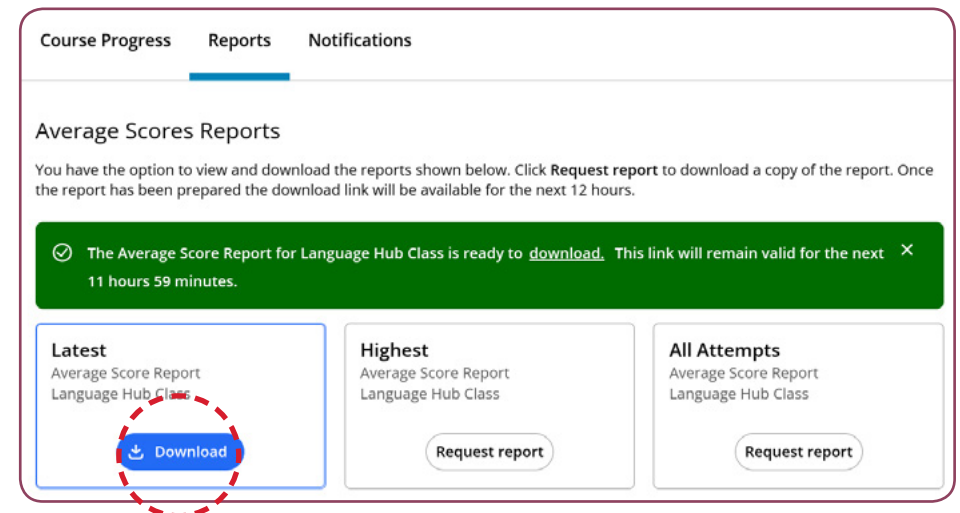 Course Progress Reports Notifications
Average Scores Reports
You have the option to view and download the reports shown below. Click Request report to download a copy of the report. Once
the report has been prepared the download link will be available for the next 12 hours.
The Average Score Report for Language Hub Class is ready to download. This link will remain valid for the next
11 hours 59 minutes.
Latest
Average Score Report
Language Hub Class
Download
Highest
Average Score Report
Language Hub Class
Request report
All Attempts
Average Score Report
Language Hub Class
Request report